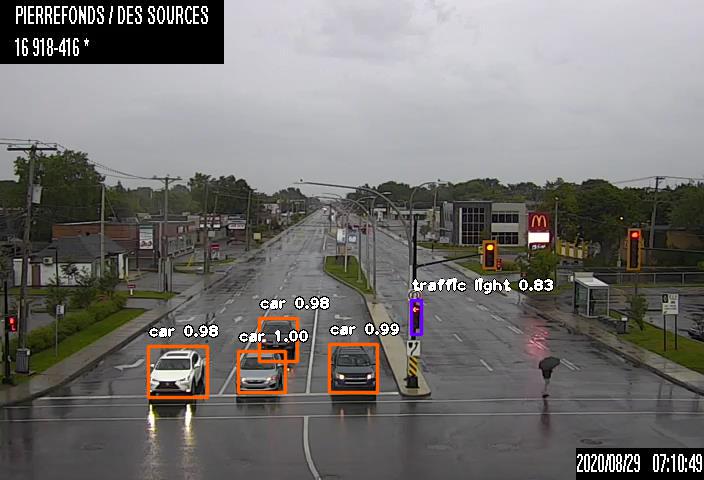 PIERREFONDS / DES SOURCES
16 918-416 *
traffic light 0.83
car 0.98
car 0.99
car 0.98
car 1.00
2020/08/29 07:10:49